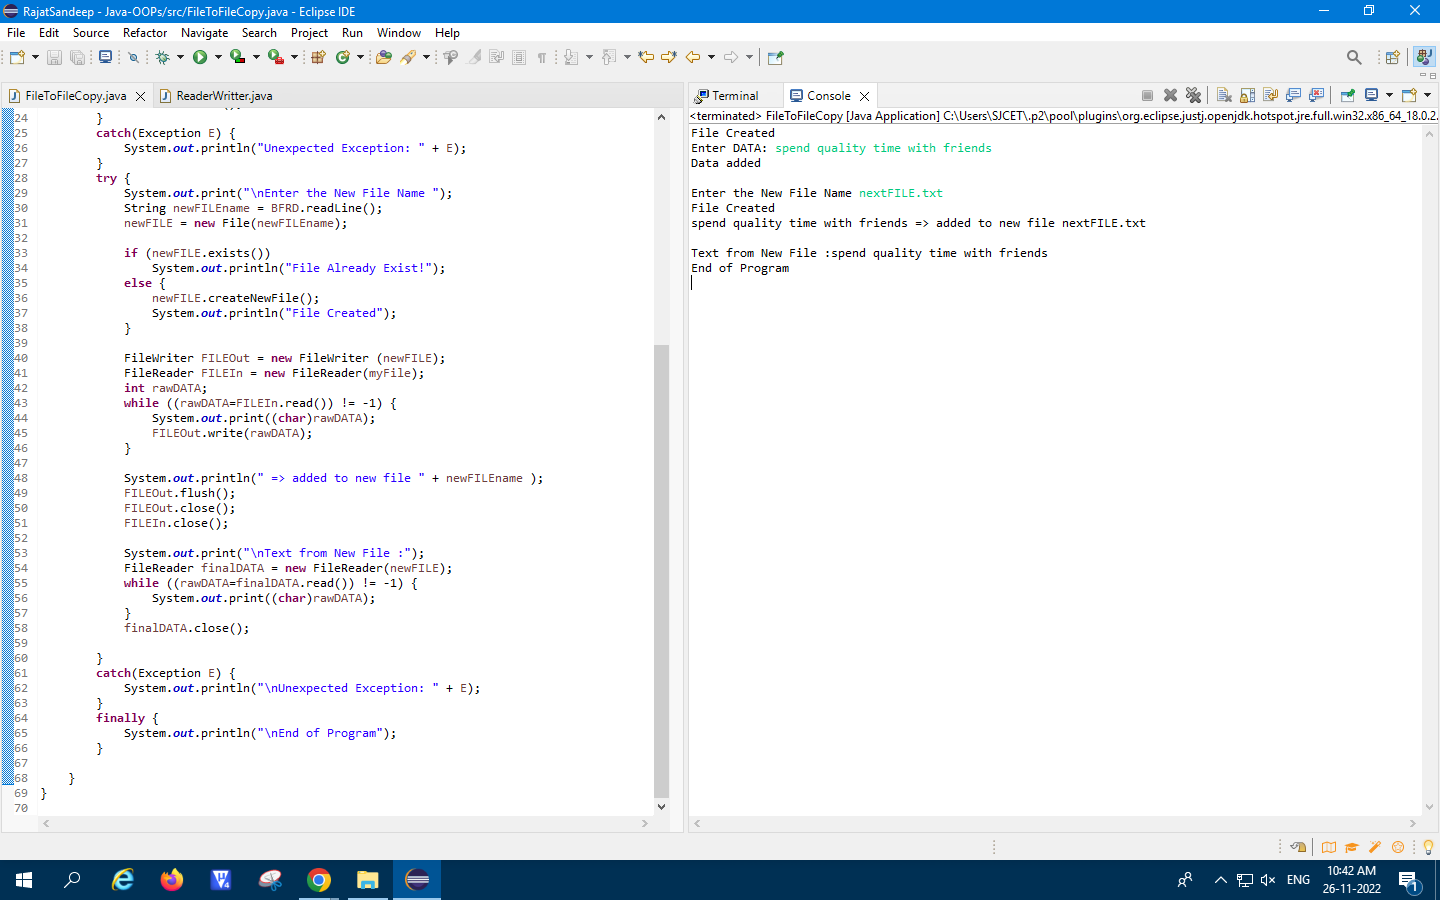 RajatSandeep - Java-OOPs/src/FileToFileCopy.java - Eclipse IDE
File Edit Source Refactor Navigate Search Project Run Window Help
FileToFileCopy.java
ReaderWritter.java
24 }
25 catch(Exception E) {
26 System.out.println("Unexpected Exception: " + E);
27 }
28 try {
29 System.out.print("\nEnter the New File Name ");
30 String newFILEname = BFRD.readLine();
31 newFILE = new File(newFILEname);
32
33 if (newFILE.exists())
34 System.out.println("File Already Exist!");
35 else {
36 newFILE.createNewFile();
37 System.out.println("File Created");
38 }
39
40 FileWriter FILEOut = new FileWriter (newFILE);
41 FileReader FILEIn = new FileReader(myFile);
42 int rawDATA;
43 while ((rawDATA=FILEIn.read()) != -1) {
44 System.out.print((char)rawDATA);
45 FILEOut.write(rawDATA);
46 }
47
48 System.out.println(" => added to new file " + newFILEname );
49 FILEOut.flush();
50 FILEOut.close();
51 FILEIn.close();
52
53 System.out.print("\nText from New File :");
54 FileReader finalDATA = new FileReader(newFILE);
55 while ((rawDATA=finalDATA.read()) != -1) {
56 System.out.print((char)rawDATA);
57 }
58 finalDATA.close();
59
60 }
61 catch(Exception E) {
62 System.out.println("\nUnexpected Exception: " + E);
63 }
64 finally {
65 System.out.println("\nEnd of Program");
66 }
67
68 }
69 }
70
Terminal
Console
<terminated> FileToFileCopy [Java Application] C:\Users\SJCET\.p2\pool\plugins\org.eclipse.justj.openjdk.hotspot.jre.full.win32.x86_64_18.0.2.
File Created
Enter DATA: spend quality time with friends
Data added
Enter the New File Name nextFILE.txt
File Created
spend quality time with friends => added to new file nextFILE.txt
Text from New File :spend quality time with friends
End of Program
ENG
10:42 AM
26-11-2022
1